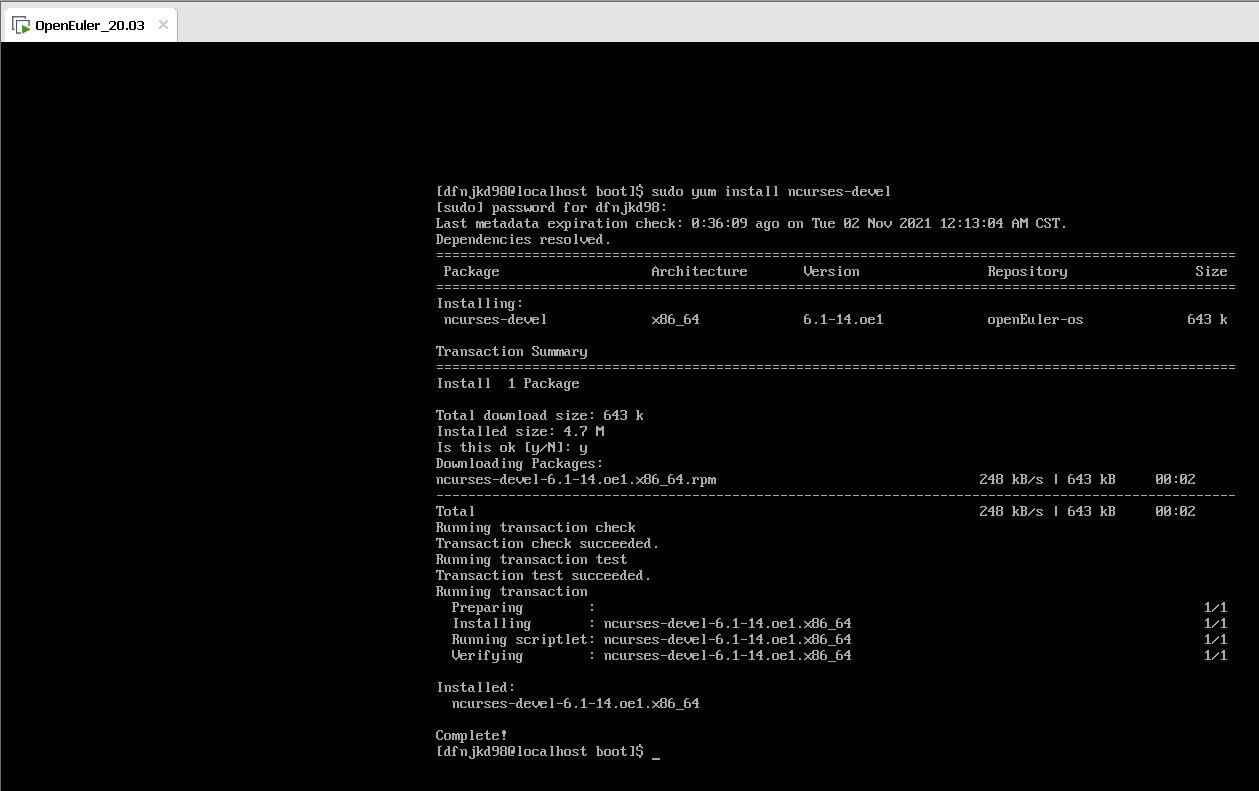 OpenEuler_20.03
[dfnjkd98@localhost boot]$ sudo yum install ncurses-devel
[sudo] password for dfnjkd98:
Last metadata expiration check: 0:36:09 ago on Tue 02 Nov 2021 12:13:04 AM CST.
Dependencies resolved.
====================================================================================================
Package Architecture Version Repository Size
====================================================================================================
Installing:
ncurses-devel x86_64 6.1-14.oe1 openEuler-os 643 k
Transaction Summary
====================================================================================================
Install 1 Package
Total download size: 643 k
Installed size: 4.7 M
Is this ok [y/N]: y
Downloading Packages:
ncurses-devel-6.1-14.oe1.x86_64.rpm 248 kB/s | 643 kB 00:02
----------------------------------------------------------------------------------------------------
Total 248 kB/s | 643 kB 00:02
Running transaction check
Transaction check succeeded.
Running transaction test
Transaction test succeeded.
Running transaction
Preparing : 1/1
Installing : ncurses-devel-6.1-14.oe1.x86_64 1/1
Running scriptlet: ncurses-devel-6.1-14.oe1.x86_64 1/1
Verifying : ncurses-devel-6.1-14.oe1.x86_64 1/1
Installed:
ncurses-devel-6.1-14.oe1.x86_64
Complete!
[dfnjkd98@localhost boot]$ _